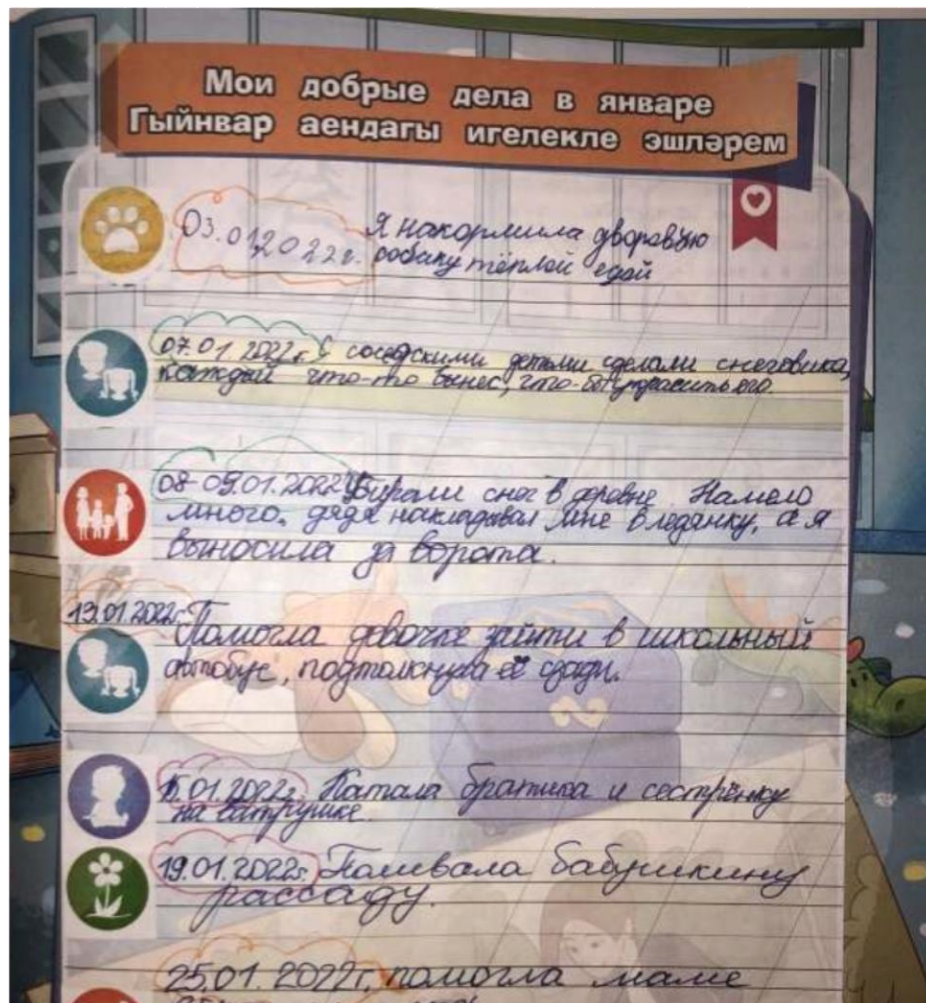 Мои добрые дела в январе
Гыйнвар аендагы игелекле эшләрем
03.01.2022г. Я накормила дворовую
собаку тёплой едой
07.01.2022г. С соседскими детьми сделали снеговика,
каждый что-то вынес, что-бы украсить его.
08-09.01.2022г Убирали снег в деревне. Намело
много. дядя накладывал мне в ледянку, а я
выносила за ворота.
13.01.2022г. Помогла девочке зайти в школьный
автобус, подтолкнула её сзади.
15.01.2022г. Катала братика и сестрёнку
на ватрушке.
19.01.2022г. Поливала бабушкину
рассаду.
25.01.2022г. помогла маме